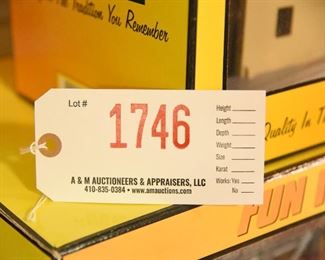 Tradition You Remember
Quality In
Lot #
1746
Height
Length
Depth
Weight
Size
Karat
Works: Yes
No
A & M AUCTIONEERS & APPRAISERS, LLC
410-835-0384 • www.amauctions.com
FUN